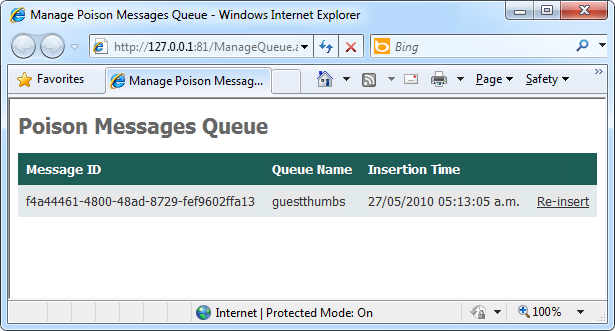 Manage Poison Messages Queue - Windows Internet Explorer
http://127.0.0.1:81/ManageQueue.a
Bing
Favorites
Manage Poison Messag...
Page
Safety
Poison Messages Queue
Message ID Queue Name Insertion Time
f4a44461-4800-48ad-8729-fef9602ffa13 guestthumbs 27/05/2010 05:13:05 a.m. Re-insert
Internet | Protected Mode: On
100%